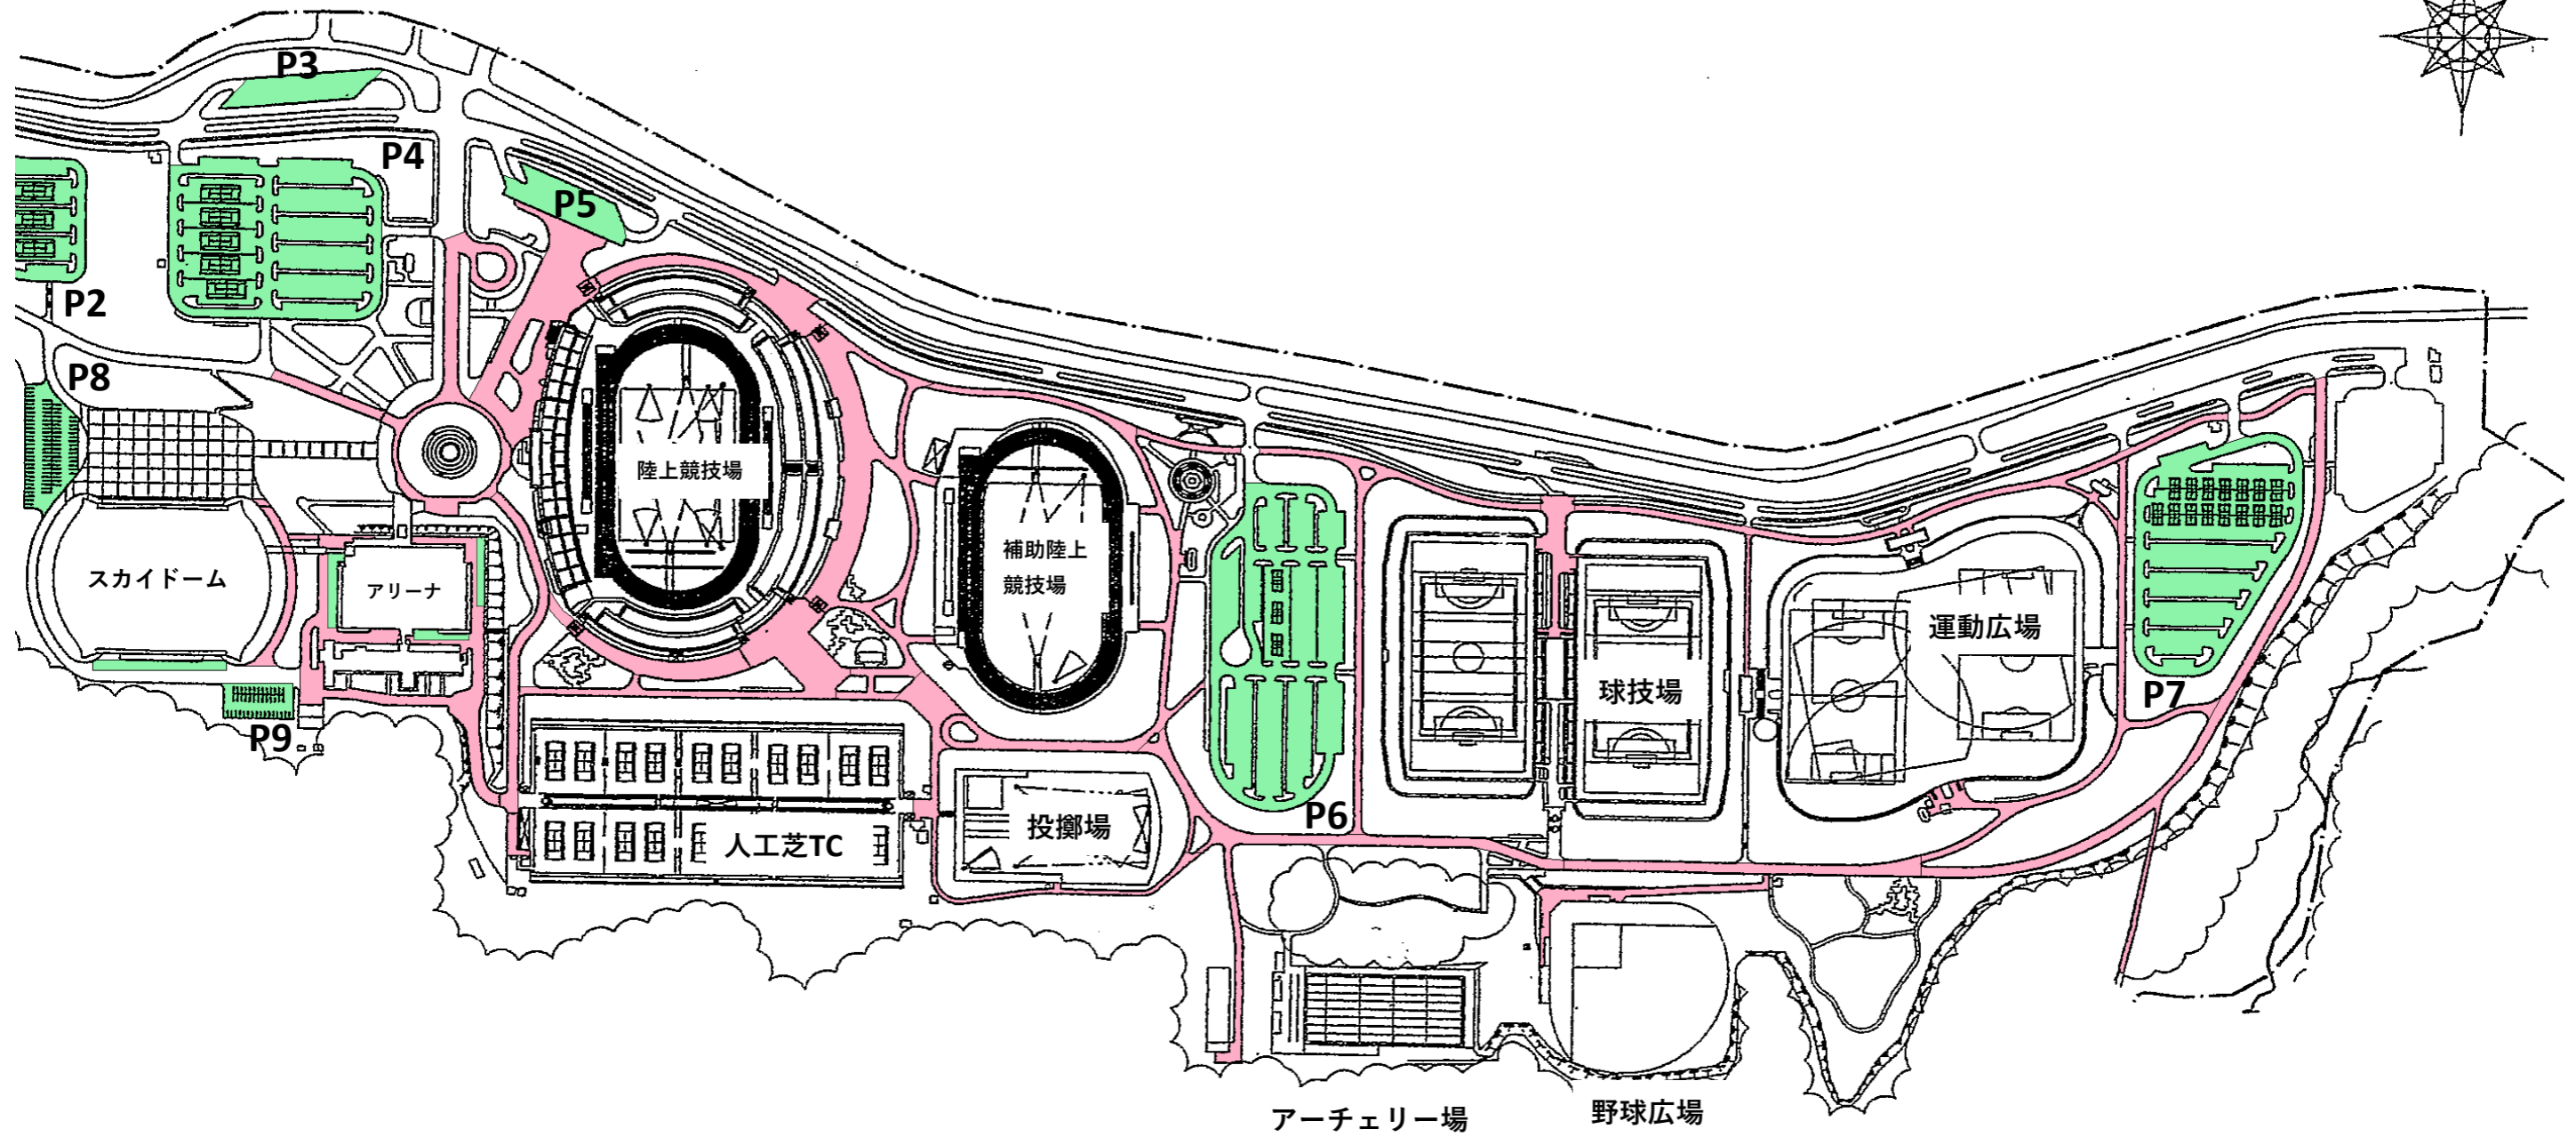 P3
P4
P5
P2
P8
陸上競技場
補助陸上
競技場
スカイドーム
アリーナ
運動広場
球技場
P7
P9
P6
投擲場
人工芝TC
アーチェリー場
野球広場